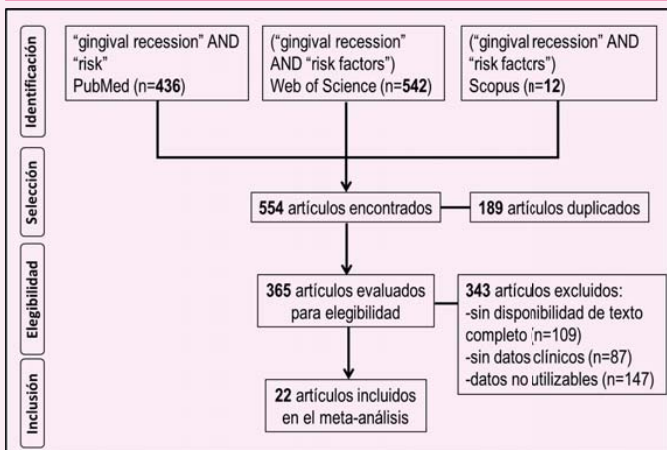 Identificación
"gingival recession" AND
"risk"
PubMed (n=436)
("gingival recession"
AND "risk factors")
Web of Science (n=542)
("gingival recession" AND
"risk factors")
Scopus (n=12)
Selección
554 artículos encontrados
189 artículos duplicados
Elegibilidad
365 artículos evaluados
para elegibilidad
343 artículos excluidos:
-sin disponibilidad de texto
completo (n=109)
-sin datos clínicos (n=87)
-datos no utilizables (n=147)
Inclusión
22 artículos incluidos
en el meta-análisis